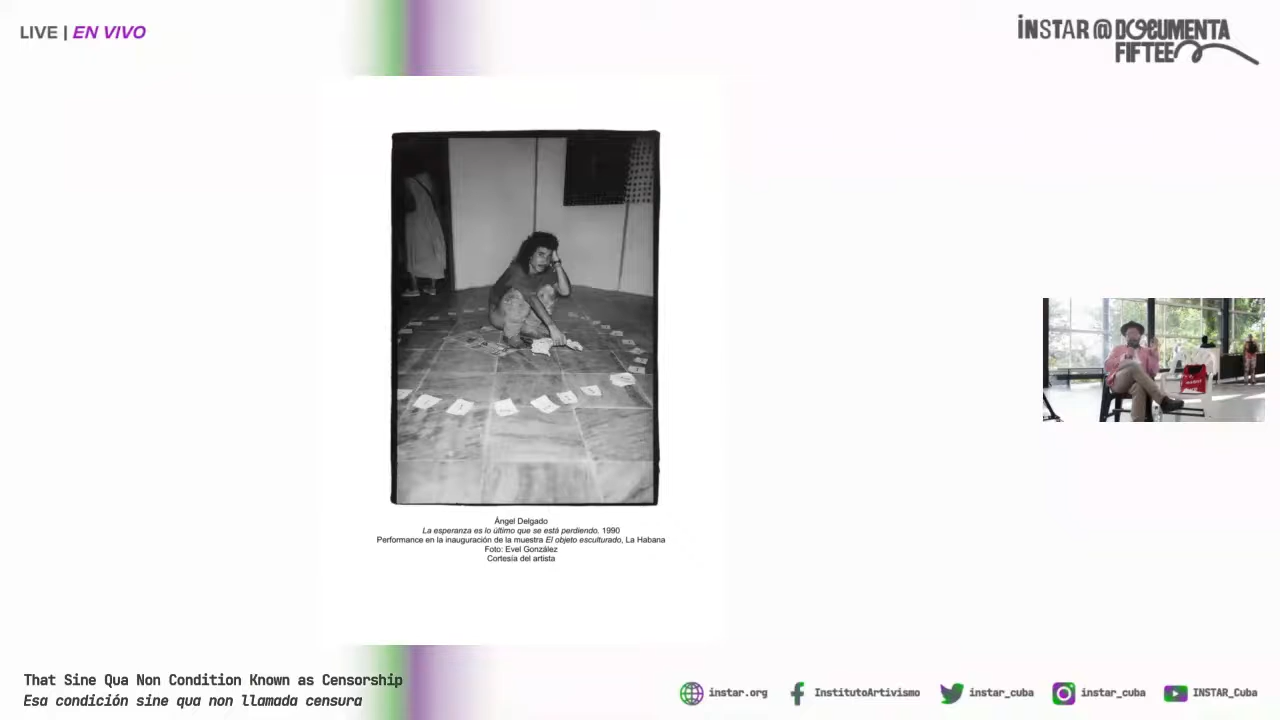 LIVE | EN VIVO
iNSTAR @ DOCUMENTA
FIFTEEN
Ángel Delgado
La esperanza es lo último que se está perdiendo. 1990
Performance en la inauguración de la muestra El objeto esculturado, La Habana
Foto: Evel González
Cortesía del artista
That Sine Qua Non Condition Known as Censorship
Esa condición sine qua non llamada censura
instar.org
InstitutoArtivismo
instar_cuba
instar_cuba
INSTAR_Cuba